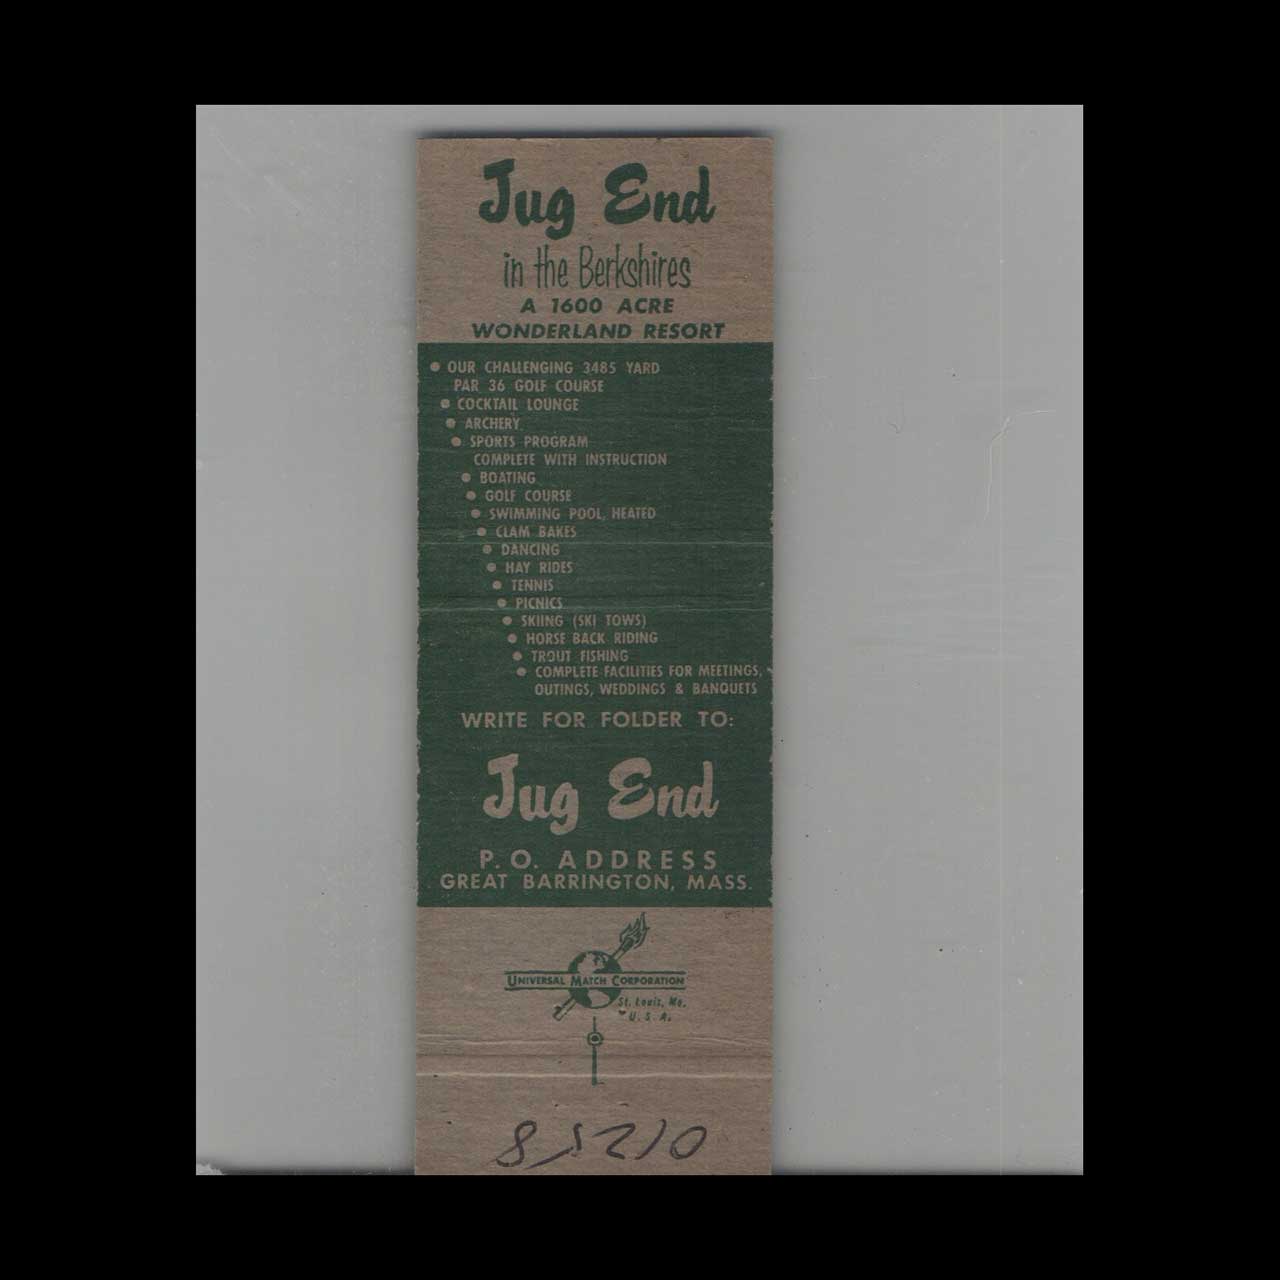 Jug End
in the Berkshires
A 1600 ACRE
WONDERLAND RESORT
• OUR CHALLENGING 3485 YARD
PAR 36 GOLF COURSE
• COCKTAIL LOUNGE
• ARCHERY
• SPORTS PROGRAM
COMPLETE WITH INSTRUCTION
• BOATING
• GOLF COURSE
• SWIMMING POOL, HEATED
• CLAM BAKES
• DANCING
• HAY RIDES
• TENNIS
• PICNICS
• SKIING (SKI TOWS)
• HORSE BACK RIDING
• TROUT FISHING
• COMPLETE FACILITIES FOR MEETINGS,
OUTINGS, WEDDINGS & BANQUETS
WRITE FOR FOLDER TO:
Jug End
P. O. ADDRESS
GREAT BARRINGTON, MASS.
UNIVERSAL MATCH CORPORATION
St. Louis, Mo.
U. S. A.